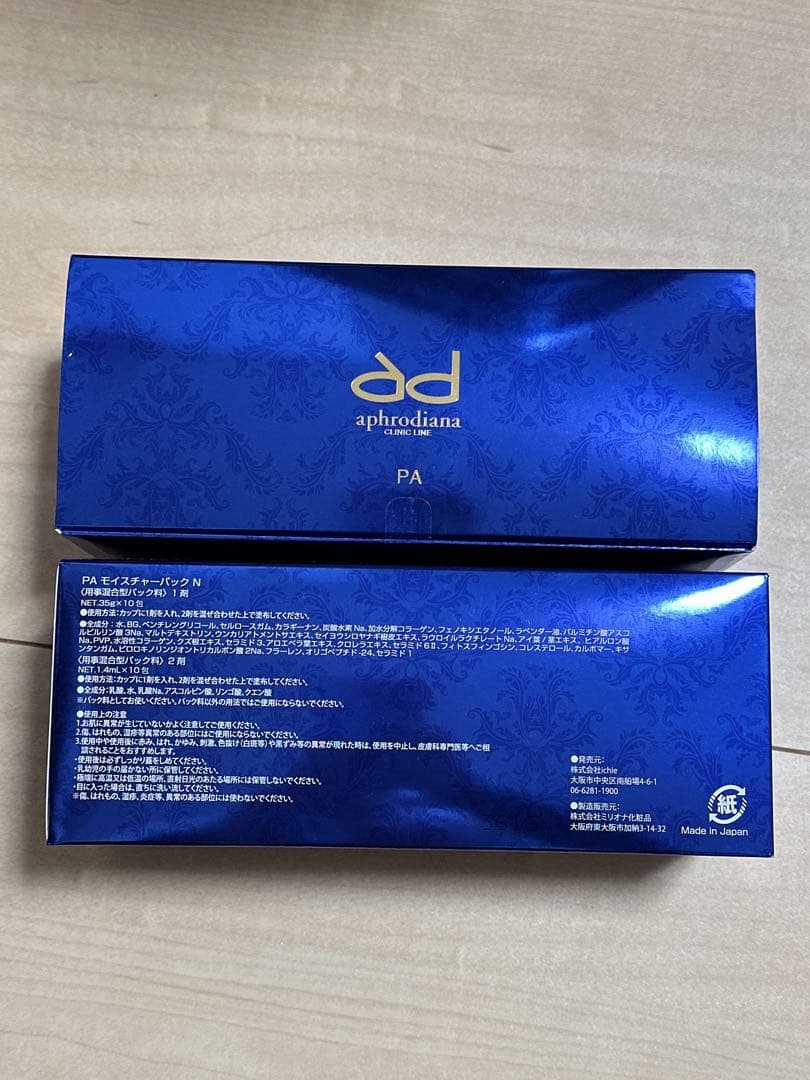 ad
aphrodiana
CLINIC LINE
PA
PA モイスチャーパック N
〈用事混合型パック料〉1剤
NET.35g×10包
●使用方法:カップに1剤を入れ、2剤を混ぜ合わせた上で塗布してください。
●全成分:水、BG、ペンチレングリコール、セルロースガム、カラギーナン、炭酸水素Na、加水分解コラーゲン、フェノキシエタノール、ラベンダー油、パルミチン酸アスコ
ルビルリン酸3Na、マルトデキストリン、ウンカリアトメントサエキス、セイヨウシロヤナギ樹皮エキス、ラウロイルラクチレートNa、アイ葉/茎エキス、ヒアルロン酸
Na、PVP、水溶性コラーゲン、クズ根エキス、セラミド3、アロエベラ葉エキス、クロレラエキス、セラミド6Ⅱ、フィトスフィンゴシン、コレステロール、カルボマー、キサ
ンタンガム、ピロロキノリンジオントリカルボン酸2Na、フラーレン、オリゴペプチド-24、セラミド1
〈用事混合型パック料〉2剤
NET.1.4mL×10包
●使用方法:カップに1剤を入れ、2剤を混ぜ合わせた上で塗布してください。
●全成分:乳酸、水、乳酸Na、アスコルビン酸、リンゴ酸、クエン酸
※パック料としてお使いください。パック料以外の用法ではご使用にならないでください。
●使用上の注意
1.お肌に異常が生じていないかよく注意してご使用ください。
2.傷、はれもの、湿疹等異常のある部位にはご使用にならないでください。
3.使用中や使用後に赤み、はれ、かゆみ、刺激、色抜け(白斑等)や黒ずみ等の異常が現れた時は、使用を中止し、皮膚科専門医等へご相
談されることをおすすめします。
・使用後は必ずしっかり蓋をしめてください。
・乳幼児の手の届かない所に保管してください。
・極端に高温又は低温の場所、直射日光のあたる場所には保管しないでください。
・目に入った場合は、直ちに洗い流してください。
※傷、はれもの、湿疹、炎症等、異常のある部位には使わないでください。
●発売元:
株式会社ichie
大阪市中央区南船場4-6-1
06-6281-1900
●製造販売元:
株式会社ミリオナ化粧品
大阪府東大阪市加納3-14-32
紙
Made in Japan